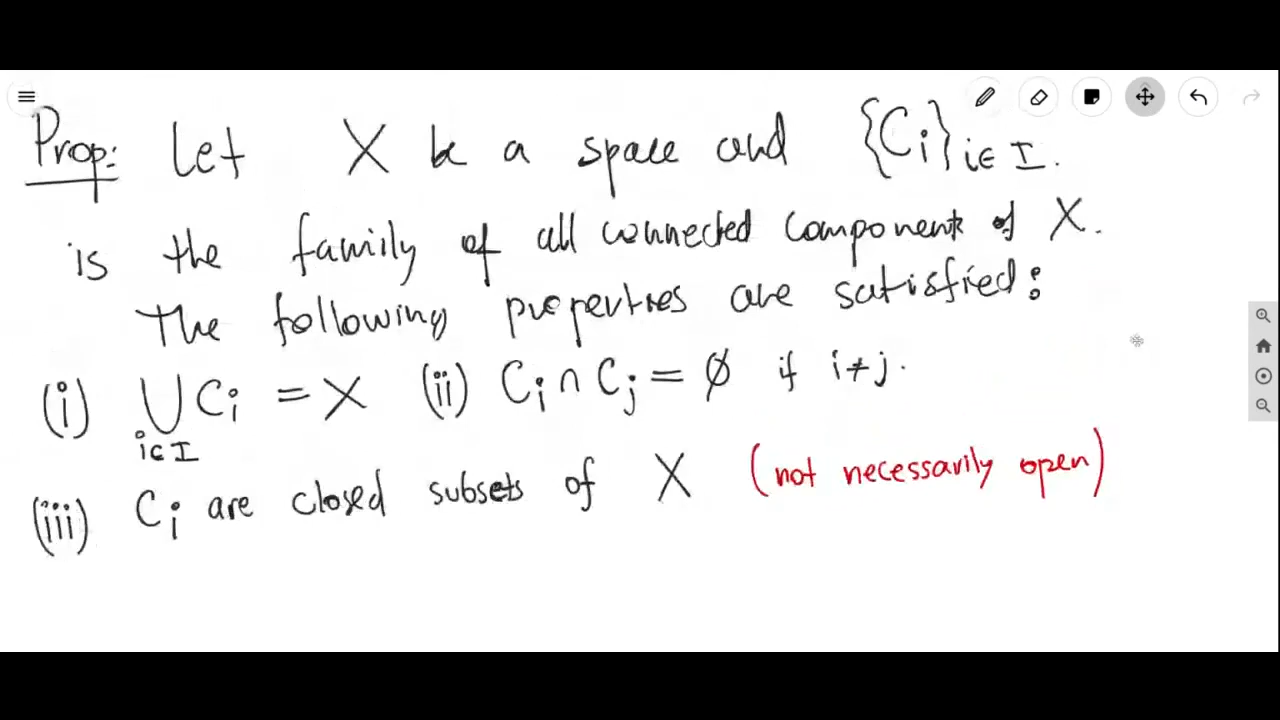 Prop: Let X be a space and {Ci}i∈I.
is the family of all connected component of X.
The following properties are satisfied:
(i) ⋃i∈I Ci = X (ii) Ci ∩ Cj = ∅ if i≠j.
(iii) Ci are closed subsets of X (not necessarily open)